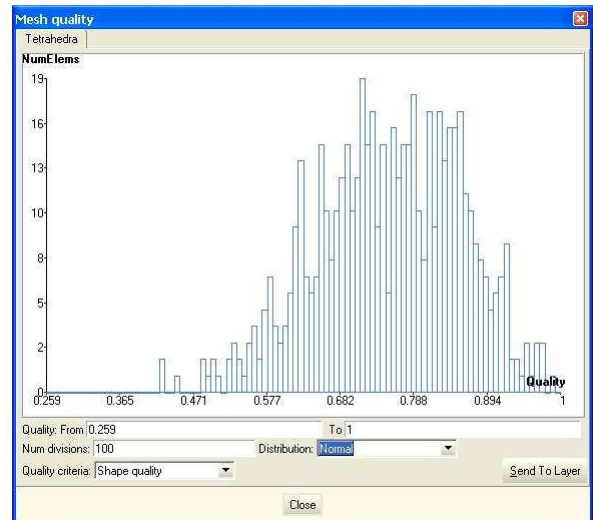 Mesh quality
Tetrahedra
NumElems
19
16
13
10
8
5
2
0
Quality
0.259 0.365 0.471 0.577 0.682 0.788 0.894 1
Quality: From 0.259 To 1
Num divisions: 100 Distribution: Normal
Quality criteria: Shape quality Send To Layer
Close